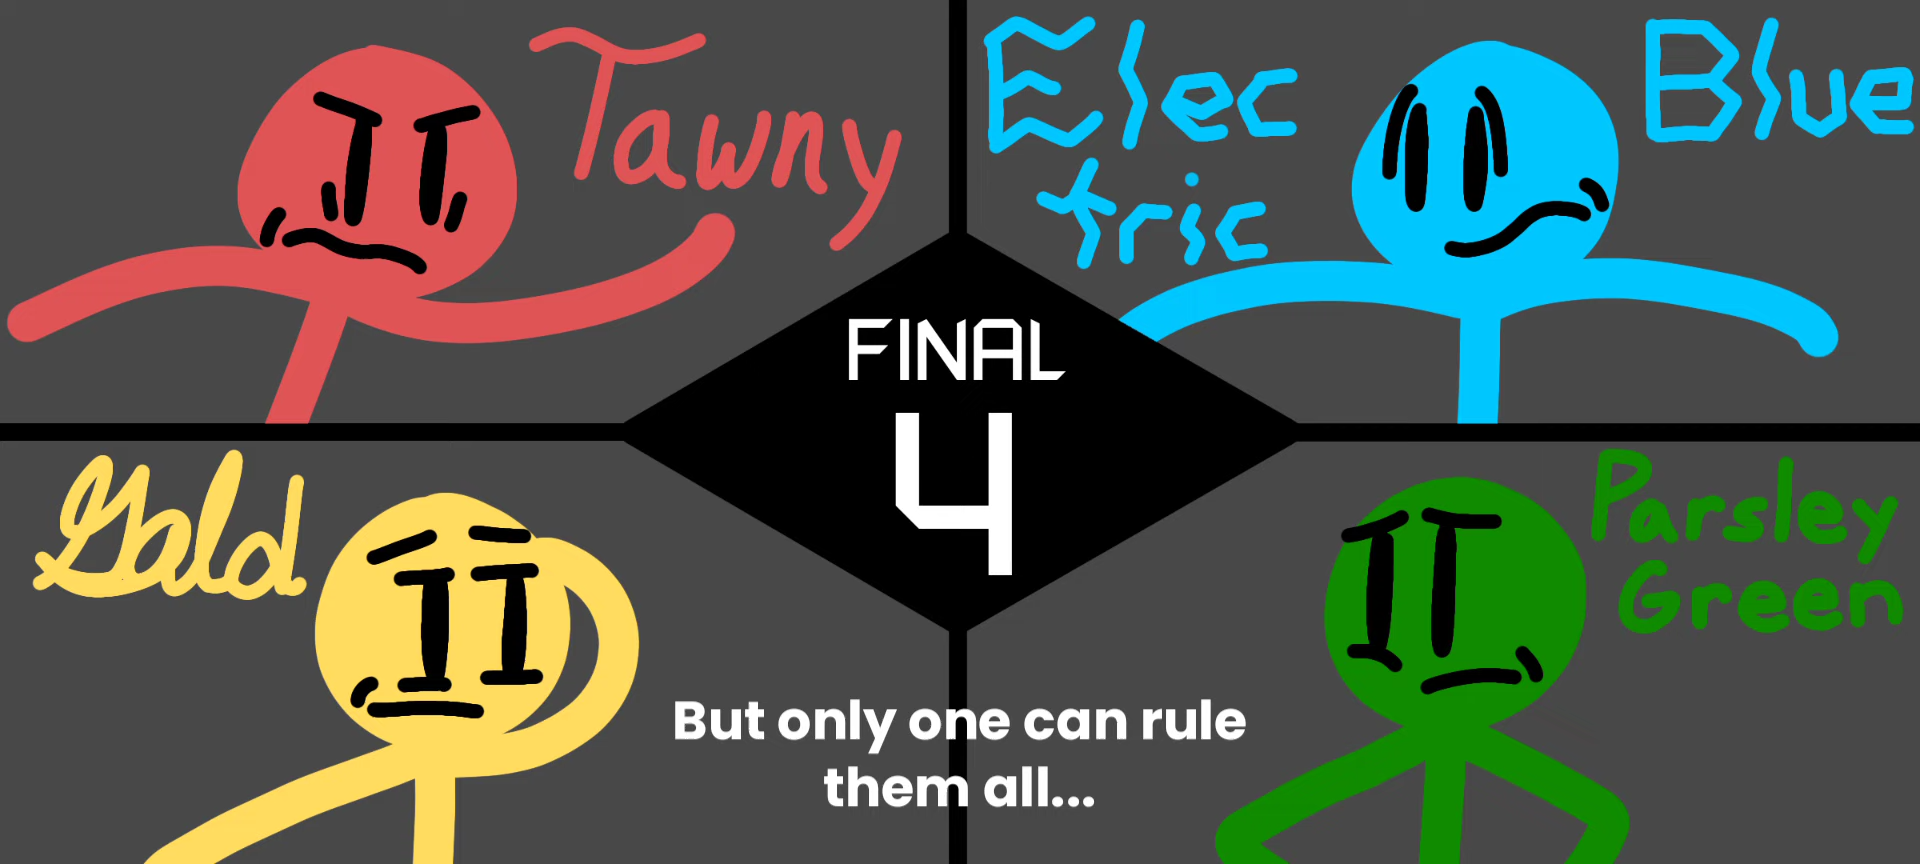 Tawny
Elec
tric
Blue
FINAL
4
Gold
Parsley
Green
But only one can rule
them all...